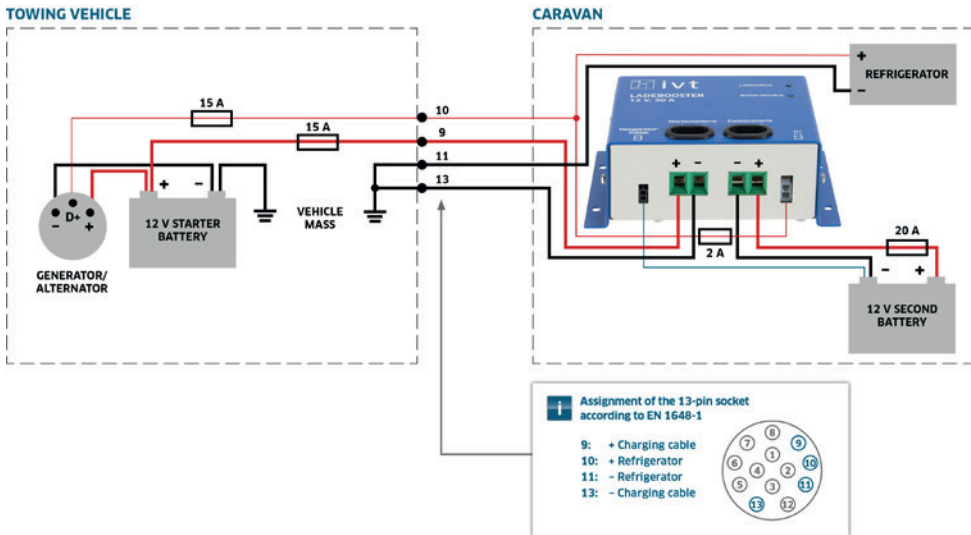 TOWING VEHICLE
CARAVAN
15 A
10
15 A
9
11
13
+
−
D+
−
+
12 V STARTER
BATTERY
VEHICLE
MASS
GENERATOR/
ALTERNATOR
+
−
REFRIGERATOR
ivt
LADEBOOSTER
12 V, 30 A
D+
+
−
−
+
2 A
20 A
−
+
12 V SECOND
BATTERY
i
Assignment of the 13-pin socket
according to EN 1648-1
9: + Charging cable
10: + Refrigerator
11: − Refrigerator
13: − Charging cable
8
7
9
1
6
4
2
10
5
3
11
13
12